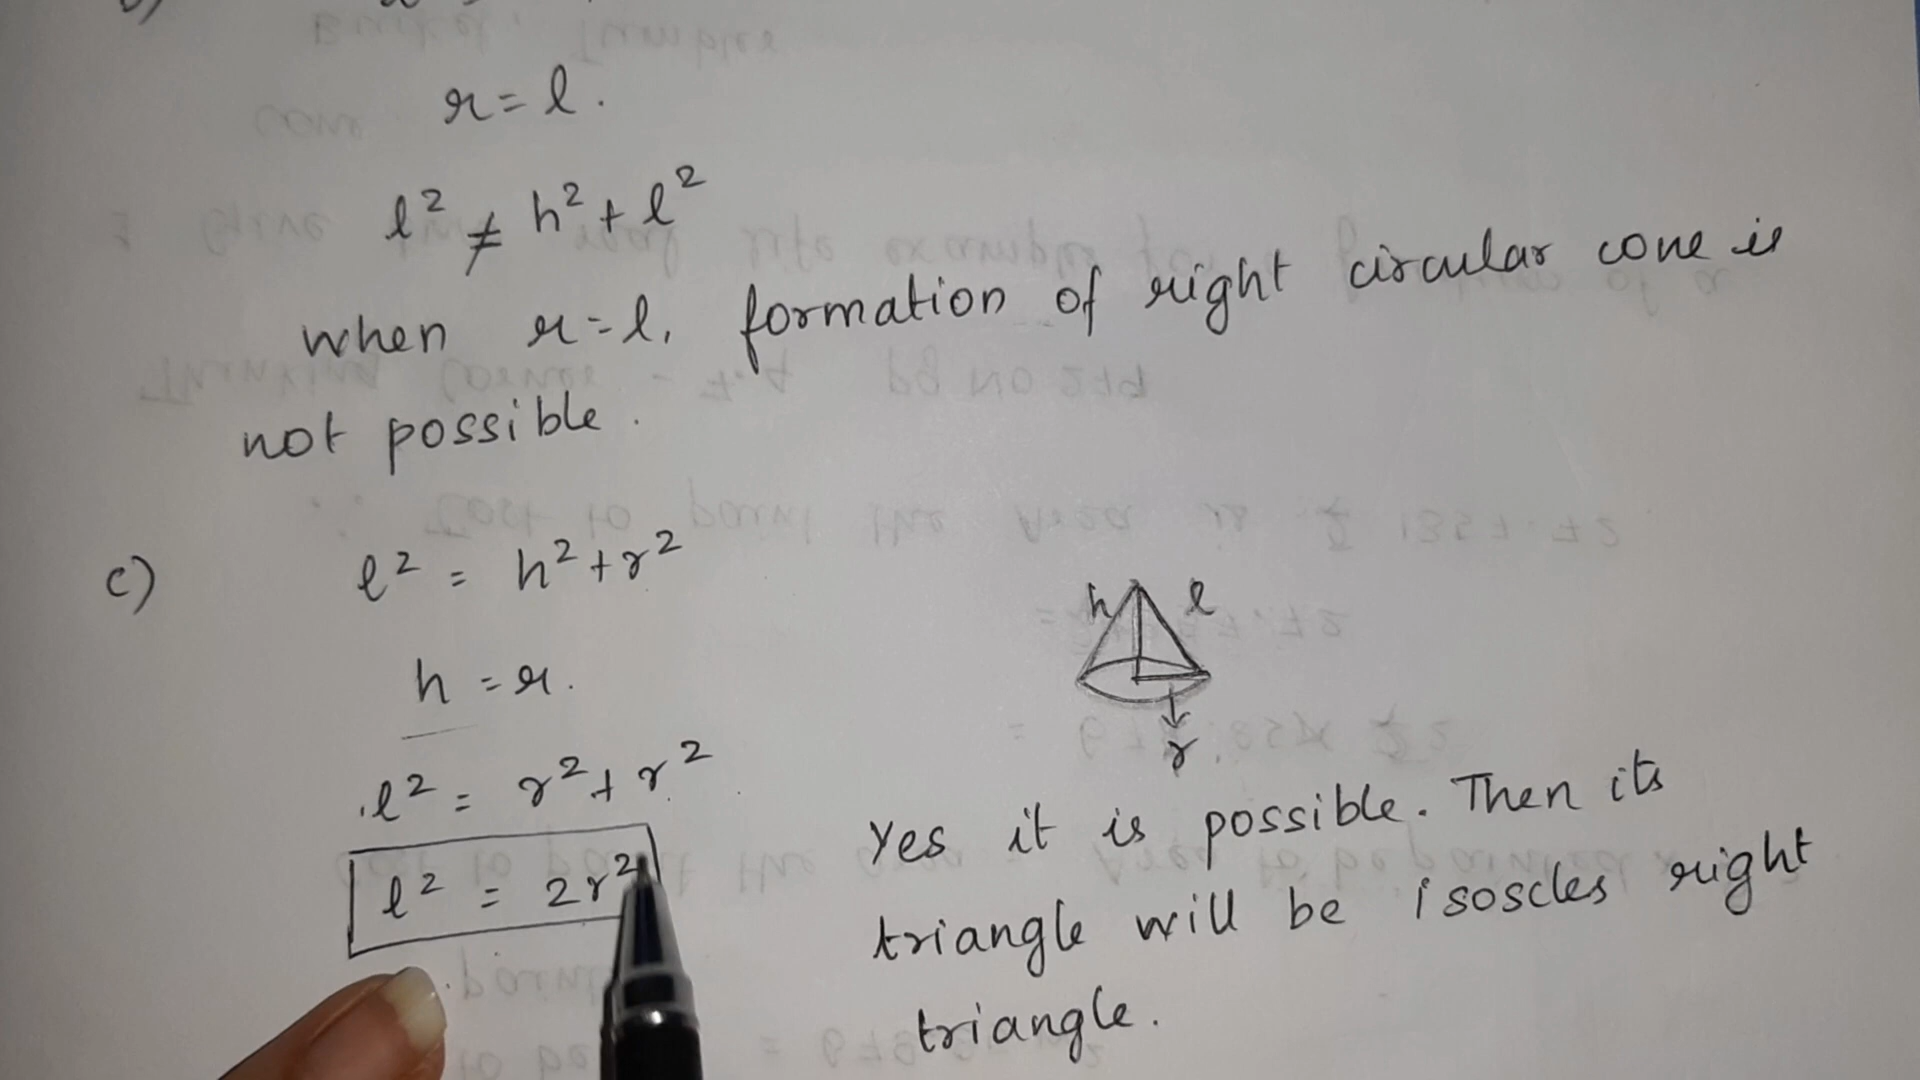 r = l.
l² ≠ h² + l²
when r = l, formation of right circular cone is
not possible.
c) l² = h² + r²
h l
h = r.
r
l² = r² + r²
Yes it is possible. Then its
l² = 2r²
triangle will be isoscles right
triangle.